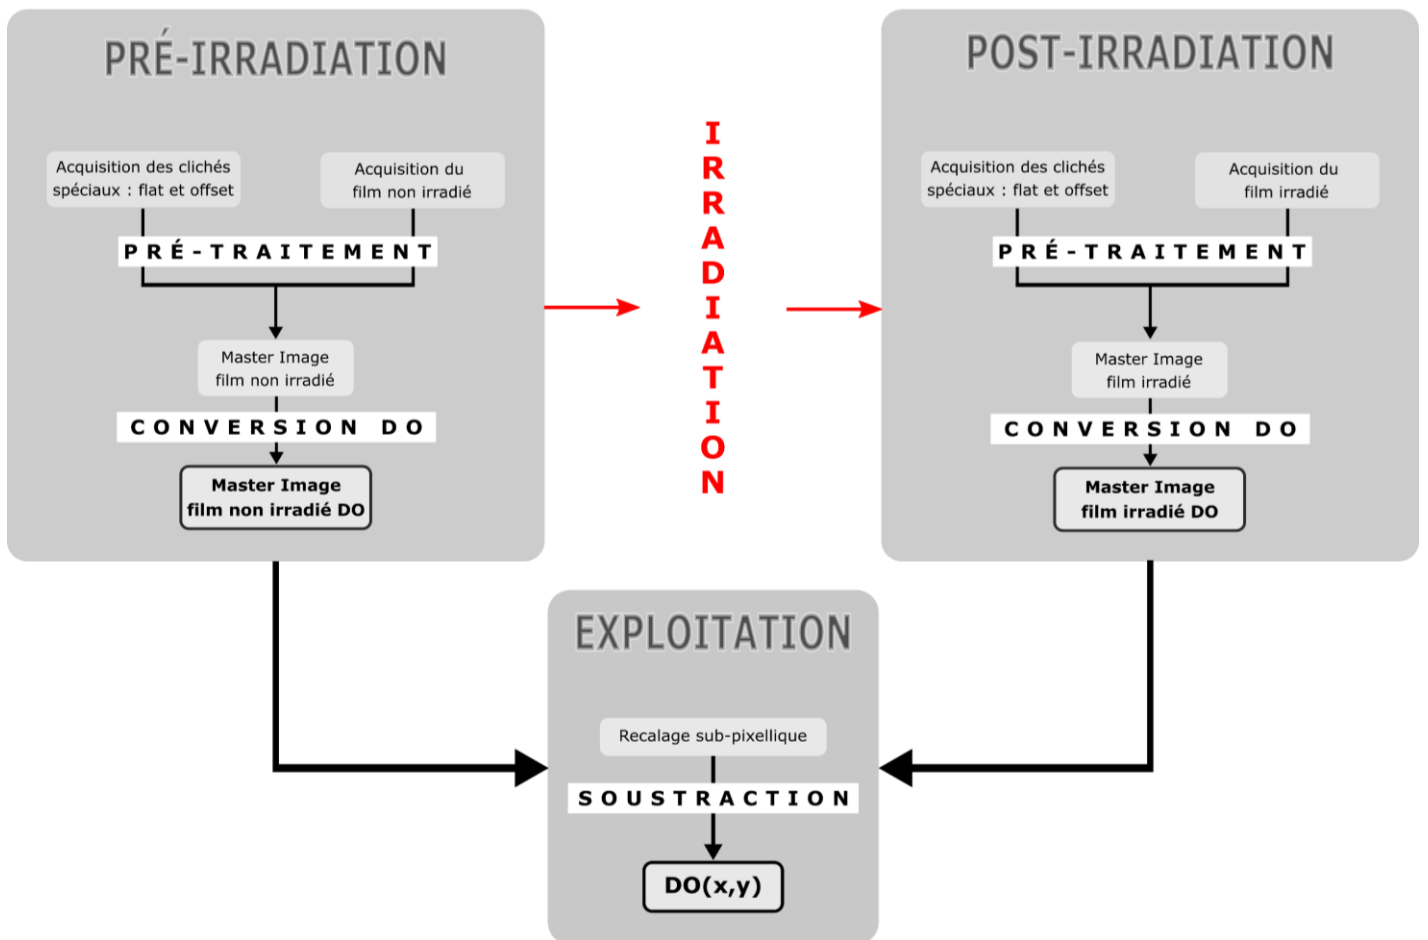 PRÉ-IRRADIATION
Acquisition des clichés
spéciaux : flat et offset
Acquisition du
film non irradié
PRÉ-TRAITEMENT
Master Image
film non irradié
CONVERSION DO
Master Image
film non irradié DO
IRRADIATION
POST-IRRADIATION
Acquisition des clichés
spéciaux : flat et offset
Acquisition du
film irradié
PRÉ-TRAITEMENT
Master Image
film irradié
CONVERSION DO
Master Image
film irradié DO
EXPLOITATION
Recalage sub-pixellique
SOUSTRACTION
DO(x,y)